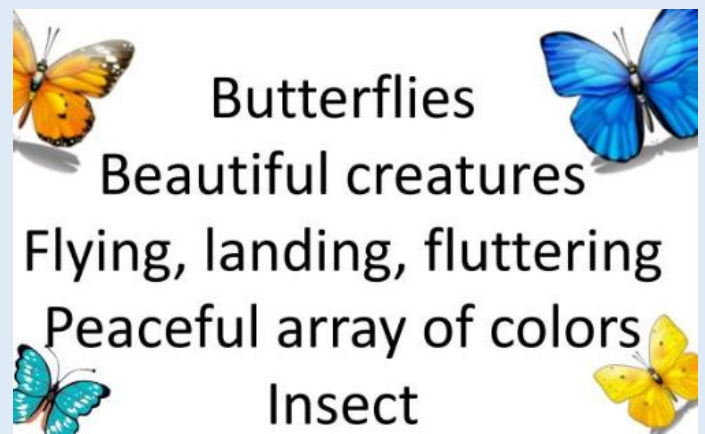 Butterflies
Beautiful creatures
Flying, landing, fluttering
Peaceful array of colors
Insect